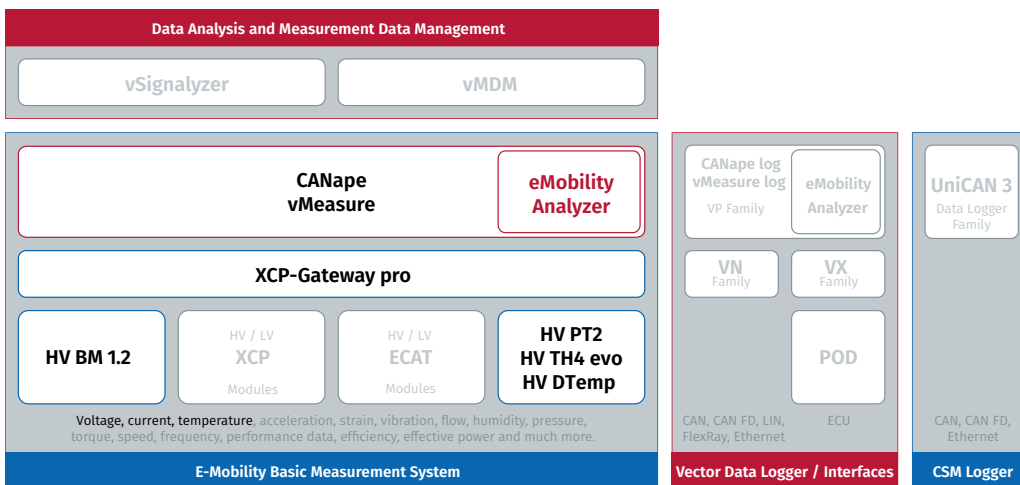 Data Analysis and Measurement Data Management
vSignalyzer
vMDM
CANape
vMeasure
eMobility
Analyzer
XCP-Gateway pro
HV BM 1.2
HV / LV
XCP
Modules
HV / LV
ECAT
Modules
HV PT2
HV TH4 evo
HV DTemp
Voltage, current, temperature, acceleration, strain, vibration, flow, humidity, pressure,
torque, speed, frequency, performance data, efficiency, effective power and much more.
E-Mobility Basic Measurement System
CANape log
vMeasure log
VP Family
eMobility
Analyzer
VN
Family
VX
Family
POD
CAN, CAN FD, LIN,
FlexRay, Ethernet
ECU
Vector Data Logger / Interfaces
UniCAN 3
Data Logger
Family
CAN, CAN FD,
Ethernet
CSM Logger